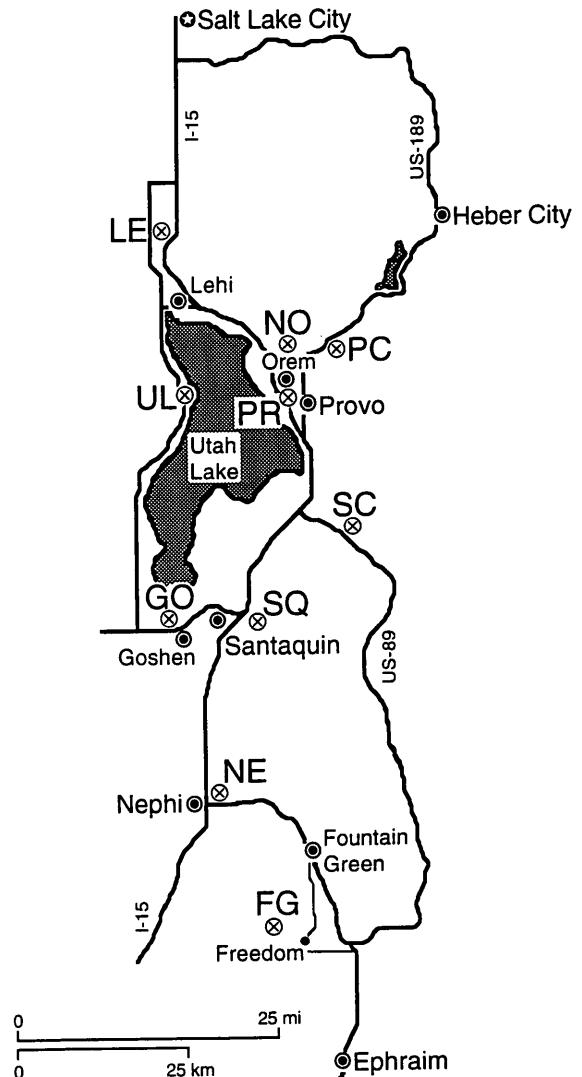 Salt Lake City
I-15
US-189
Heber City
LE
Lehi
NO
PC
Orem
UL
PR
Provo
Utah
Lake
SC
GO
SQ
Goshen
Santaquin
US-89
NE
Nephi
Fountain
Green
I-15
FG
Freedom
0
25 mi
0
25 km
Ephraim